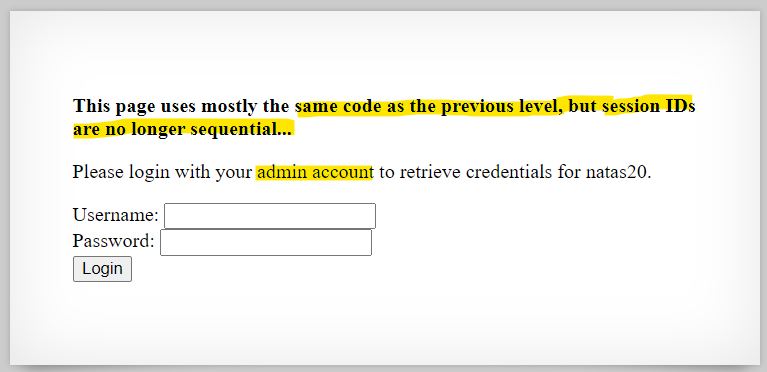 This page uses mostly the same code as the previous level, but session IDs
are no longer sequential...
Please login with your admin account to retrieve credentials for natas20.
Username:
Password:
Login